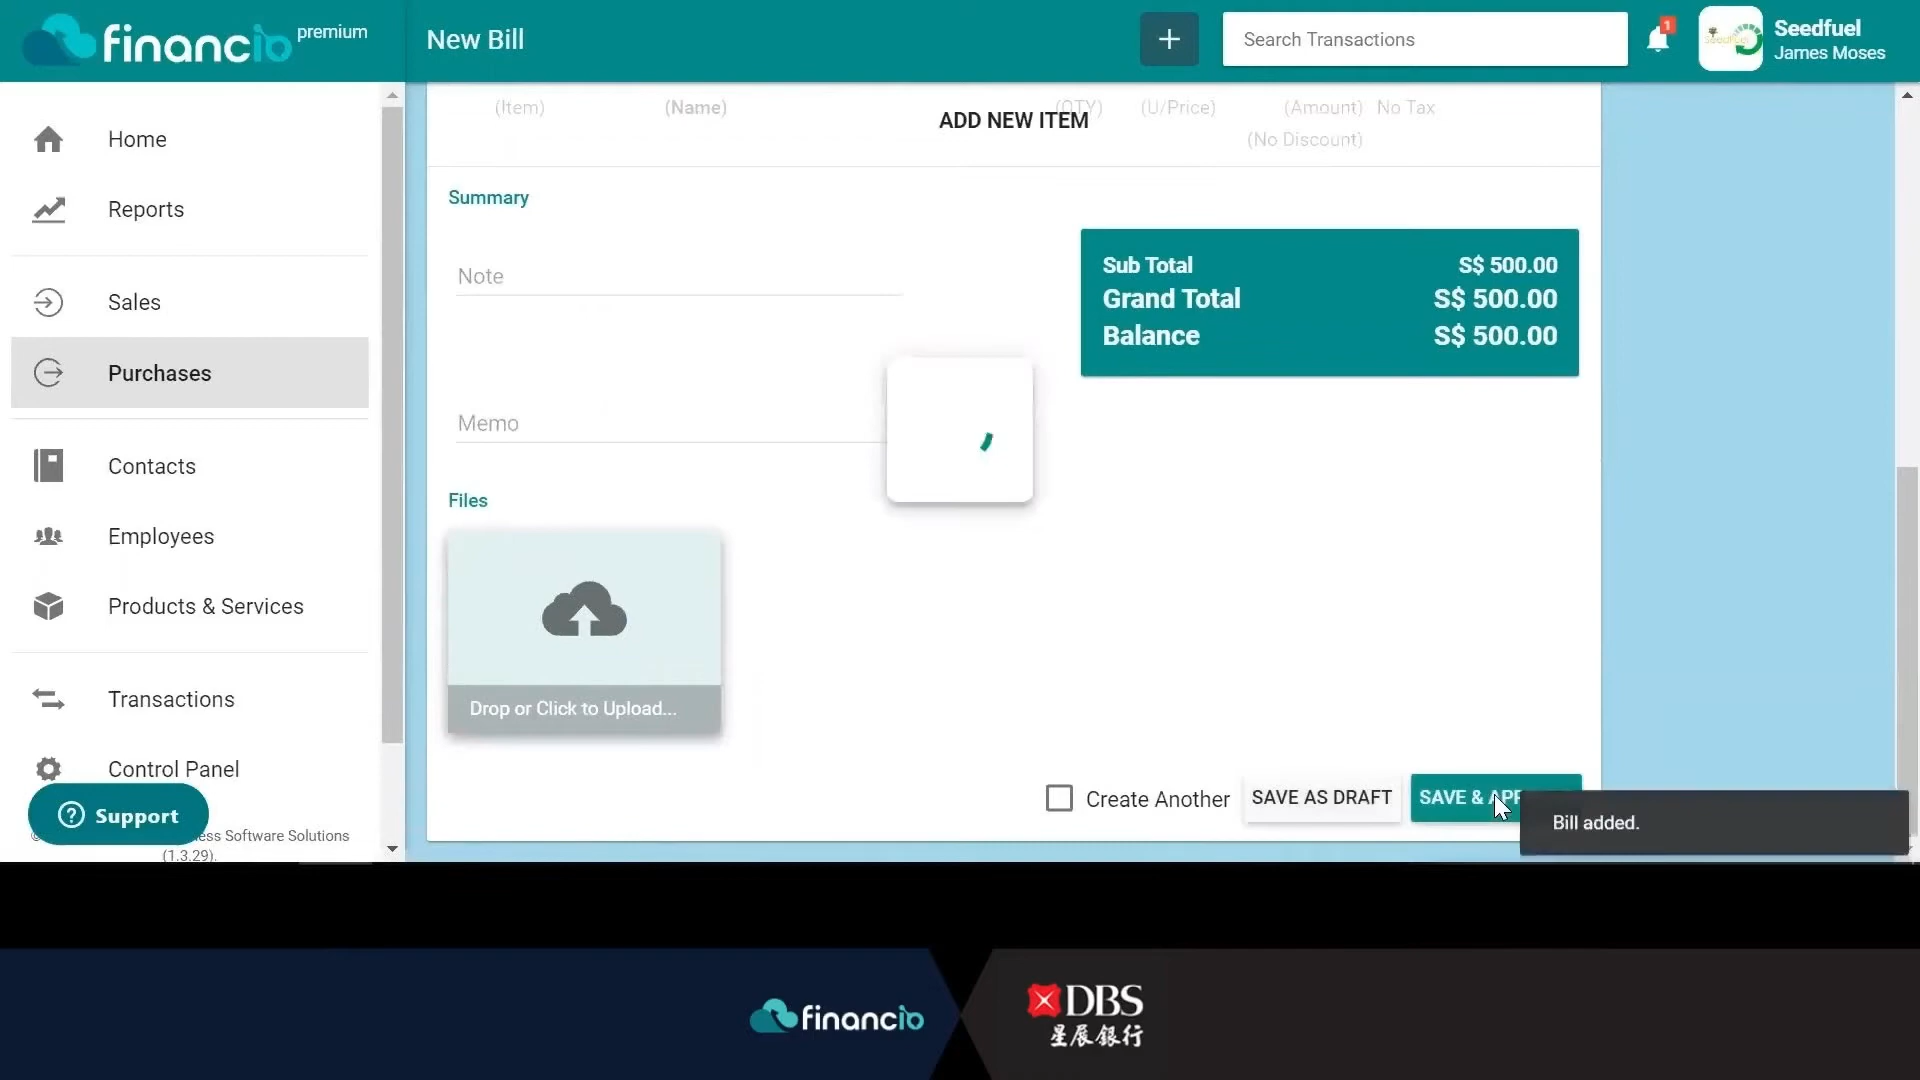 financio premium
New Bill
+
Search Transactions
1
Seedfuel
James Moses
Home
Reports
Sales
Purchases
Contacts
Employees
Products & Services
Transactions
Control Panel
? Support
ess Software Solutions
(1.3.29).
(Item) (Name) (QTY) (U/Price) (Amount) No Tax
ADD NEW ITEM
(No Discount)
Summary
Note
Sub Total S$ 500.00
Grand Total S$ 500.00
Balance S$ 500.00
Memo
Files
Drop or Click to Upload...
Create Another
SAVE AS DRAFT
SAVE & APP
Bill added.
financio
DBS
星展銀行